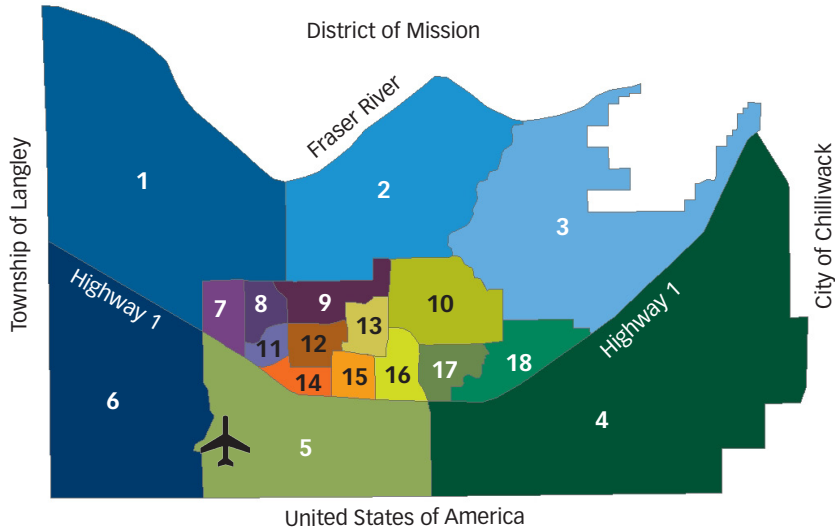 District of Mission
Fraser River
Township of Langley
City of Chilliwack
1
2
3
Highway 1
7
8
9
10
13
11
12
14
15
16
17
18
Highway 1
6
5
4
United States of America